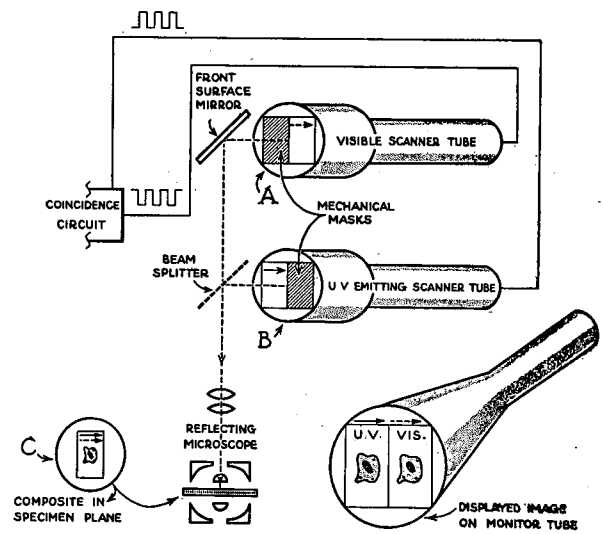 FRONT
SURFACE
MIRROR
VISIBLE SCANNER TUBE
A
COINDENCE
CIRCUIT
MECHANICAL
MASKS
BEAM
SPLITTER
U V EMITTING SCANNER TUBE
B
REFLECTING
MICROSCOPE
C
COMPOSITE IN
SPECIMEN PLANE
U.V. VIS.
DISPLAYED IMAGE
ON MONITOR TUBE